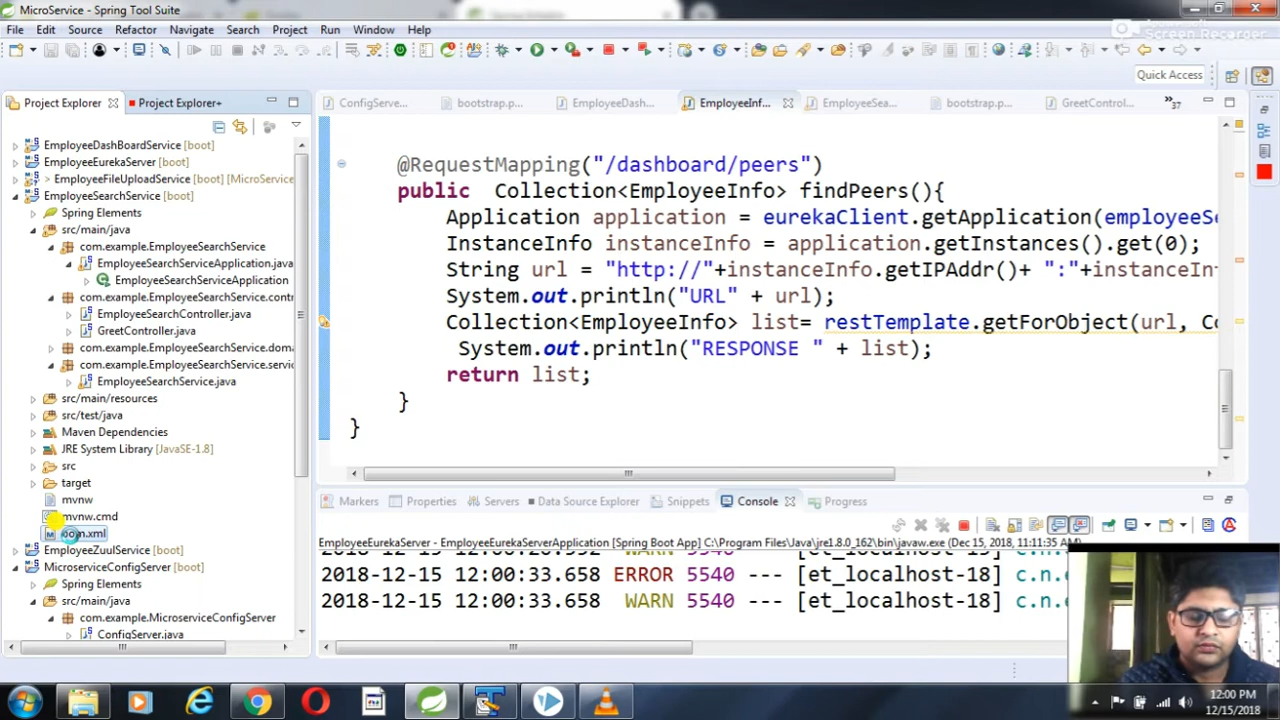 MicroService - Spring Tool Suite
File Edit Source Refactor Navigate Search Project Run Window Help
Screen Recorder
Quick Access
Project Explorer
Project Explorer+
ConfigServe...
bootstrap.p...
EmployeeDash...
EmployeeInf...
EmployeeSea...
bootstrap.p...
GreetControl...
»37
EmployeeDashBoardService [boot]
EmployeeEurekaServer [boot]
> EmployeeFileUploadService [boot] [MicroService
EmployeeSearchService [boot]
Spring Elements
src/main/java
com.example.EmployeeSearchService
EmployeeSearchServiceApplication.java
EmployeeSearchServiceApplication
com.example.EmployeeSearchService.contr
EmployeeSearchController.java
GreetController.java
com.example.EmployeeSearchService.doma
com.example.EmployeeSearchService.servic
EmployeeSearchService.java
src/main/resources
src/test/java
Maven Dependencies
JRE System Library [JavaSE-1.8]
src
target
mvnw
mvnw.cmd
pom.xml
EmployeeZuulService [boot]
MicroserviceConfigServer [boot]
Spring Elements
src/main/java
com.example.MicroserviceConfigServer
ConfigServer.java
@RequestMapping("/dashboard/peers")
public Collection<EmployeeInfo> findPeers(){
Application application = eurekaClient.getApplication(employeeSe
InstanceInfo instanceInfo = application.getInstances().get(0);
String url = "http://"+instanceInfo.getIPAddr()+ ":"+instanceInf
System.out.println("URL" + url);
Collection<EmployeeInfo> list= restTemplate.getForObject(url, Co
System.out.println("RESPONSE " + list);
return list;
}
}
Markers
Properties
Servers
Data Source Explorer
Snippets
Console
Progress
EmployeeEurekaServer - EmployeeEurekaServerApplication [Spring Boot App] C:\Program Files\Java\jre1.8.0_162\bin\javaw.exe (Dec 15, 2018, 11:11:35 AM)
2018-12-15 12:00:33.658 ERROR 5540 --- [et_localhost-18] c.n.e
2018-12-15 12:00:33.658 WARN 5540 --- [et_localhost-18] c.n.e
12:00 PM
12/15/2018